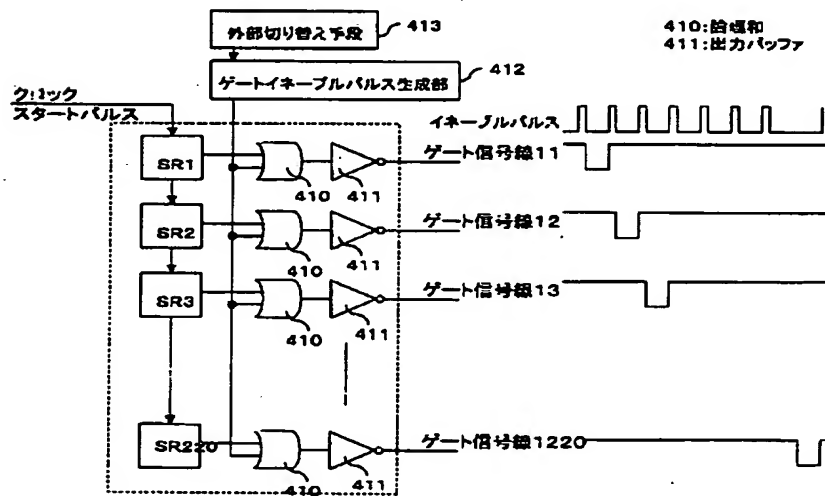 外部切り替え手段
413
410:論理和
411:出力バッファ
ゲートイネーブルパルス生成部
412
クロック
スタートパルス
イネーブルパルス
SR1
410
411
ゲート信号線11
SR2
410
411
ゲート信号線12
SR3
410
411
ゲート信号線13
SR220
410
411
ゲート信号線1220